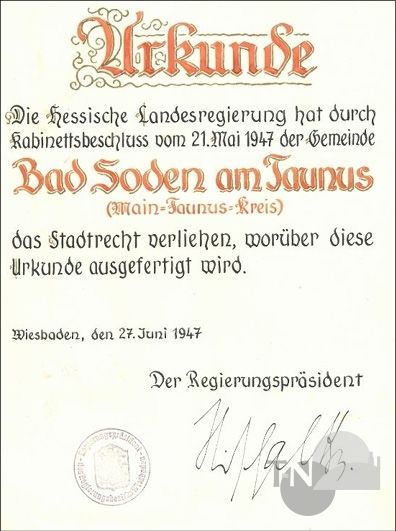 Urkunde
Die Hessische Landesregierung hat durch
Kabinettsbeschluss vom 21. Mai 1947 der Gemeinde
Bad Soden am Taunus
(Main=Taunus=Kreis)
das Stadtrecht verliehen, worüber diese
Urkunde ausgefertigt wird.
Wiesbaden, den 27. Juni 1947
Der Regierungspräsident
TN